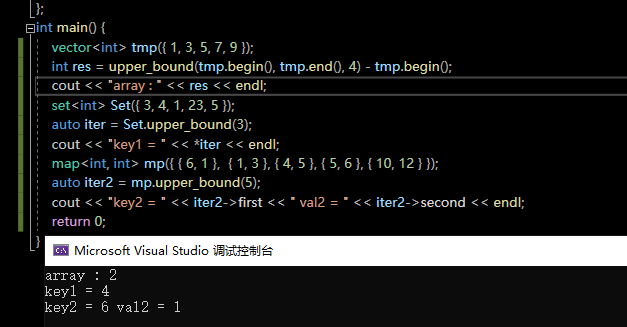 };
int main() {
vector<int> tmp({ 1, 3, 5, 7, 9 });
int res = upper_bound(tmp.begin(), tmp.end(), 4) - tmp.begin();
cout << "array : " << res << endl;
set<int> Set({ 3, 4, 1, 23, 5 });
auto iter = Set.upper_bound(3);
cout << "key1 = " << *iter << endl;
map<int, int> mp({ { 6, 1 }, { 1, 3 }, { 4, 5 }, { 5, 6 }, { 10, 12 } });
auto iter2 = mp.upper_bound(5);
cout << "key2 = " << iter2->first << " val2 = " << iter2->second << endl;
return 0;
}
Microsoft Visual Studio 调试控制台
array : 2
key1 = 4
key2 = 6 val2 = 1